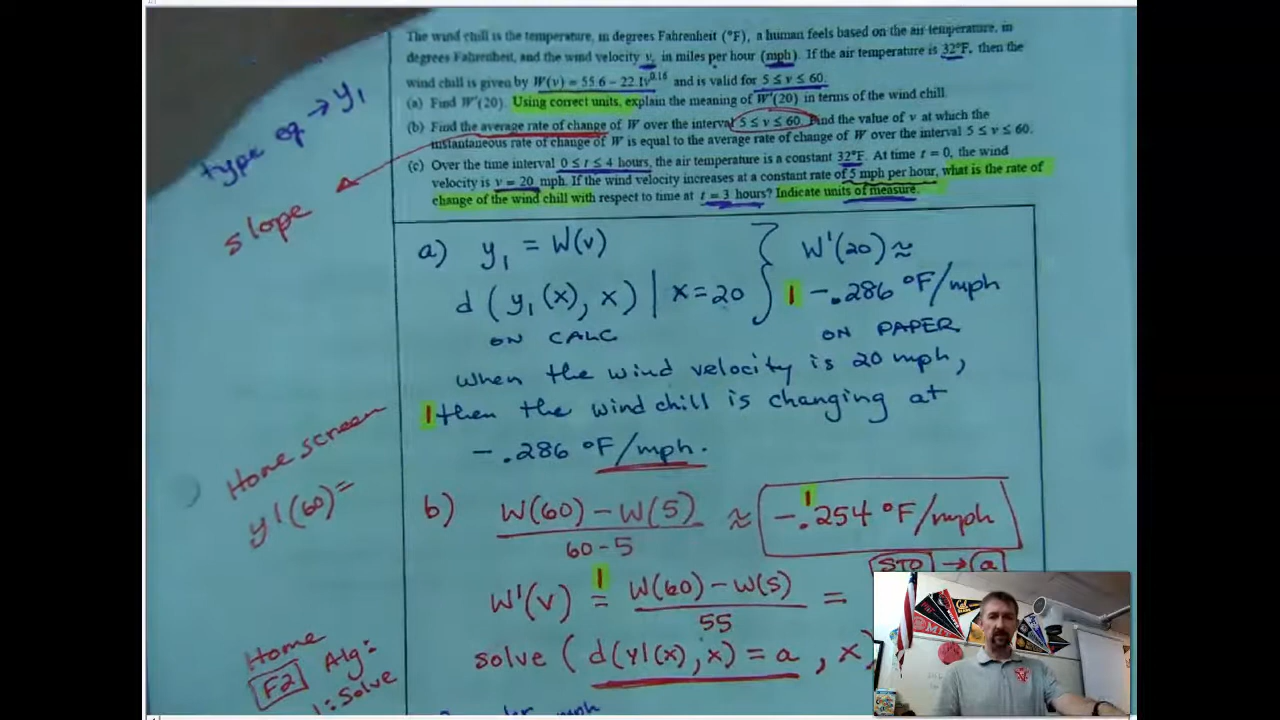 The wind chill is the temperature, in degrees Fahrenheit (°F), a human feels based on the air temperature, in
degrees Fahrenheit, and the wind velocity v, in miles per hour (mph). If the air temperature is 32°F, then the
wind chill is given by W(v) = 55.6 − 22.1v^0.16 and is valid for 5 ≤ v ≤ 60.
(a) Find W′(20). Using correct units, explain the meaning of W′(20) in terms of the wind chill.
(b) Find the average rate of change of W over the interval 5 ≤ v ≤ 60. Find the value of v at which the
instantaneous rate of change of W is equal to the average rate of change of W over the interval 5 ≤ v ≤ 60.
(c) Over the time interval 0 ≤ t ≤ 4 hours, the air temperature is a constant 32°F. At time t = 0, the wind
velocity is v = 20 mph. If the wind velocity increases at a constant rate of 5 mph per hour, what is the rate of
change of the wind chill with respect to time at t = 3 hours? Indicate units of measure.
type eq → y1
slope
a) y1 = W(v)
d ( y1(x), x) | x = 20
ON CALC
W'(20) ≈
1 -.286 °F/mph
ON PAPER
when the wind velocity is 20 mph,
1 then the wind chill is changing at
-.286 °F/mph.
Home screen
y1(60)=
b) W(60) - W(5) / 60 - 5 ≈ -.254 °F/mph
1
STO → a
W'(v) = W(60) - W(5) / 55 =
1
solve ( d(y1(x), x) = a , x)
Home
F2 Alg:
1: Solve
mph
MIT
Cal